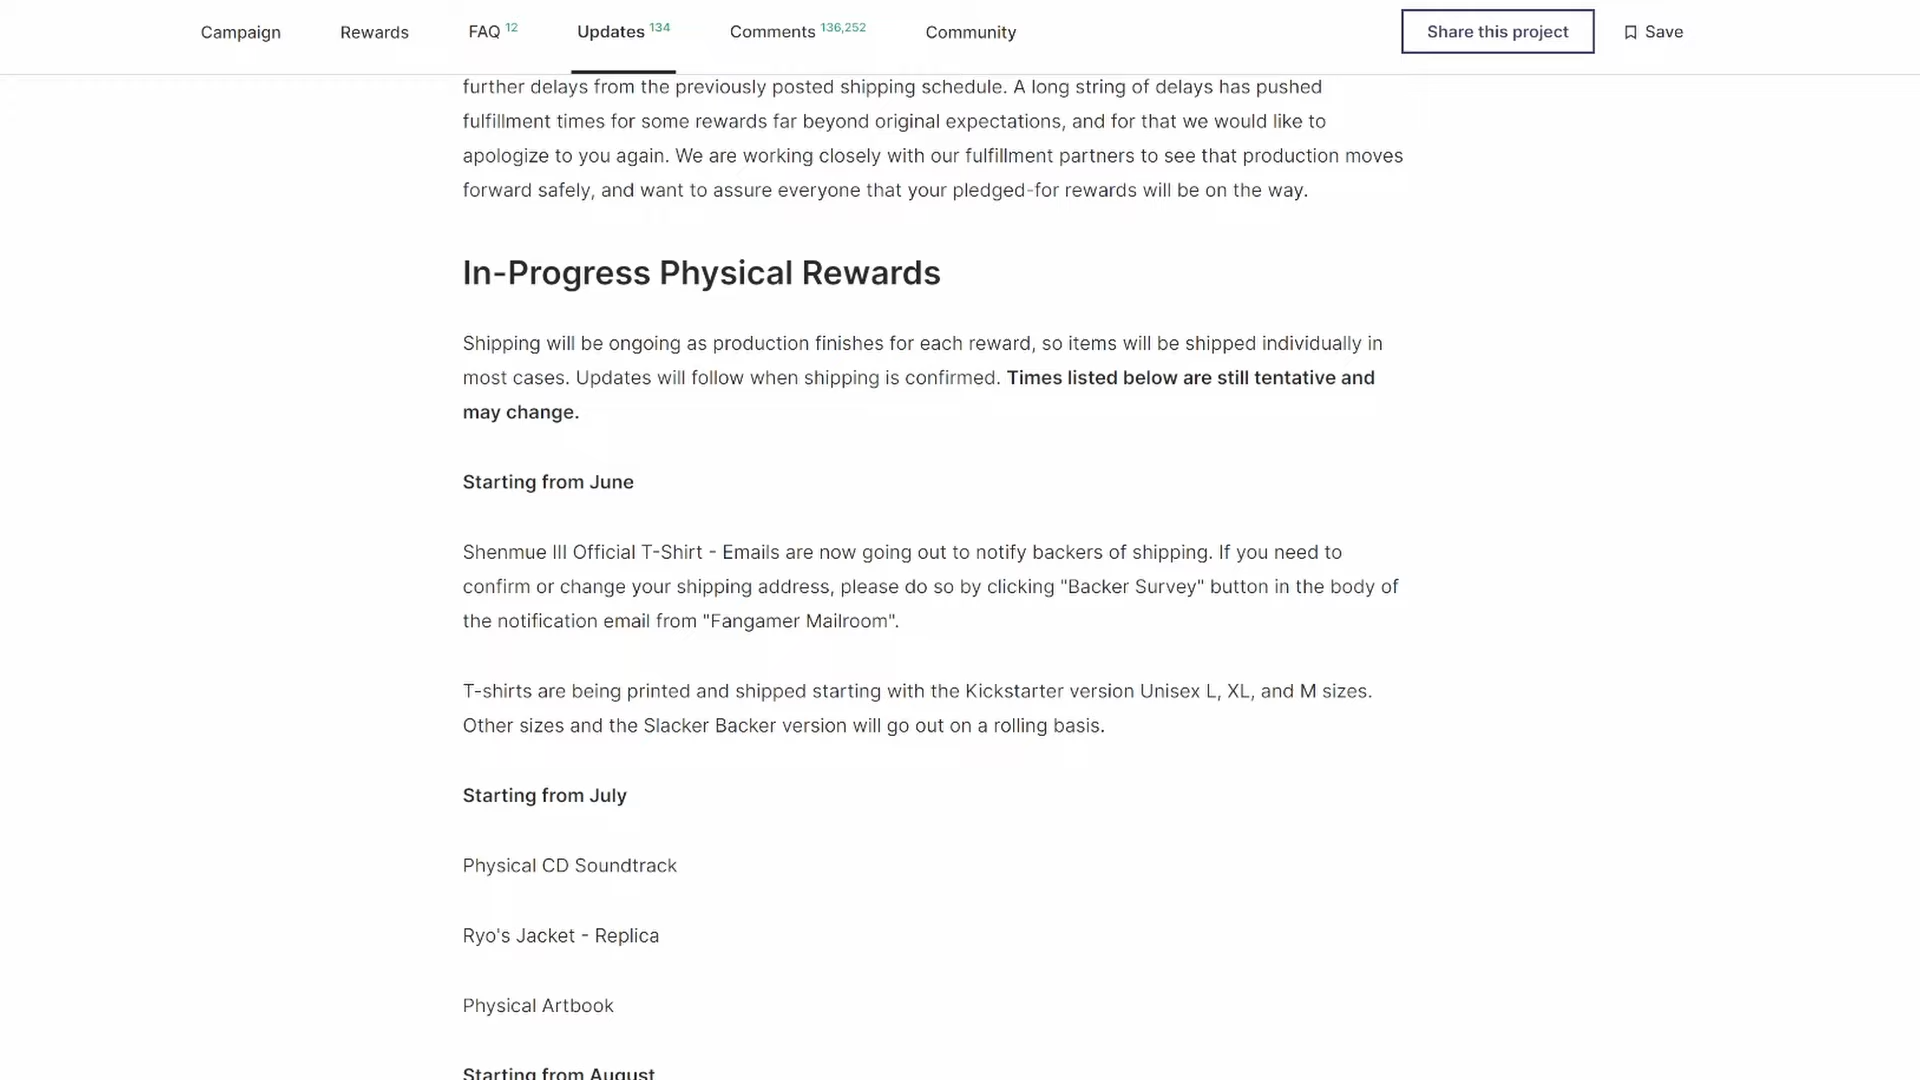 Campaign
Rewards
FAQ 12
Updates 134
Comments 136,252
Community
Share this project
Save
further delays from the previously posted shipping schedule. A long string of delays has pushed
fulfillment times for some rewards far beyond original expectations, and for that we would like to
apologize to you again. We are working closely with our fulfillment partners to see that production moves
forward safely, and want to assure everyone that your pledged-for rewards will be on the way.
In-Progress Physical Rewards
Shipping will be ongoing as production finishes for each reward, so items will be shipped individually in
most cases. Updates will follow when shipping is confirmed. Times listed below are still tentative and
may change.
Starting from June
Shenmue III Official T-Shirt - Emails are now going out to notify backers of shipping. If you need to
confirm or change your shipping address, please do so by clicking "Backer Survey" button in the body of
the notification email from "Fangamer Mailroom".
T-shirts are being printed and shipped starting with the Kickstarter version Unisex L, XL, and M sizes.
Other sizes and the Slacker Backer version will go out on a rolling basis.
Starting from July
Physical CD Soundtrack
Ryo's Jacket - Replica
Physical Artbook
Starting from August